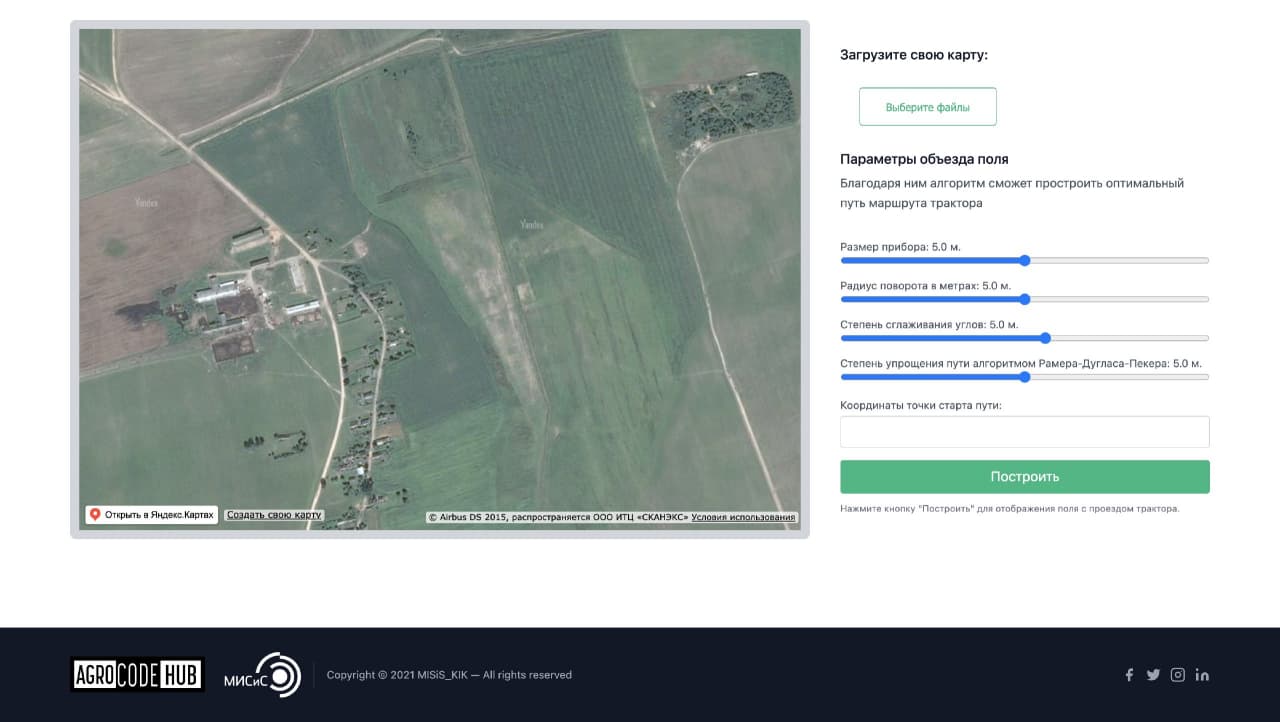 Загрузите свою карту:
Выберите файлы
Параметры объезда поля
Благодаря ним алгоритм сможет простроить оптимальный
путь маршрута трактора
Размер прибора: 5.0 м.
Радиус поворота в метрах: 5.0 м.
Степень сглаживания углов: 5.0 м.
Степень упрощения пути алгоритмом Рамера-Дугласа-Пекера: 5.0 м.
Координаты точки старта пути:
Построить
Нажмите кнопку "Построить" для отображения поля с проездом трактора.
Yandex
Yandex
Открыть в Яндекс.Картах
Создать свою карту
© Airbus DS 2015, распространяется ООО ИТЦ «СКАНЭКС» Условия использования
AGROCODE HUB
МИСиС
Copyright © 2021 MISiS_KIK — All rights reserved